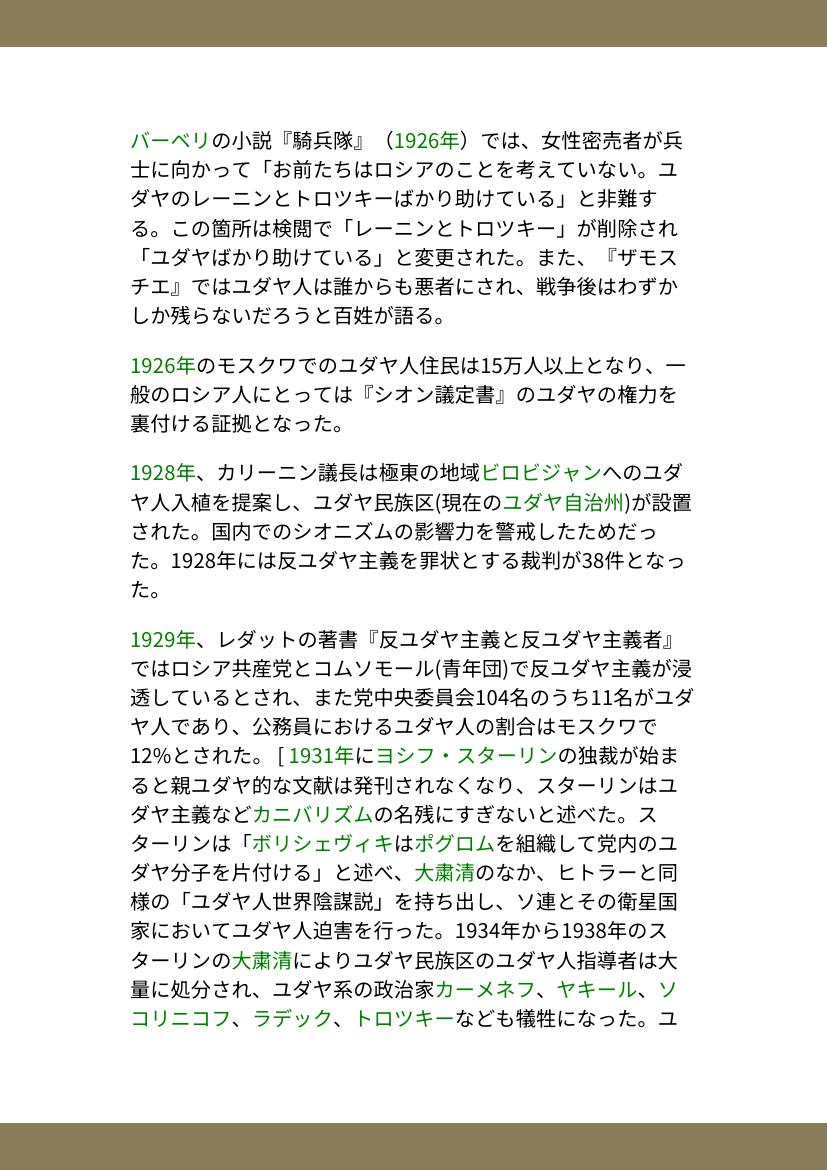 バーベリの小説『騎兵隊』（1926年）では、女性密売者が兵
士に向かって「お前たちはロシアのことを考えていない。ユ
ダヤのレーニンとトロツキーばかり助けている」と非難す
る。この箇所は検閲で「レーニンとトロツキー」が削除され
「ユダヤばかり助けている」と変更された。また、『ザモス
チエ』ではユダヤ人は誰からも悪者にされ、戦争後はわずか
しか残らないだろうと百姓が語る。
1926年のモスクワでのユダヤ人住民は15万人以上となり、一
般のロシア人にとっては『シオン議定書』のユダヤの権力を
裏付ける証拠となった。
1928年、カリーニン議長は極東の地域ビロビジャンへのユダ
ヤ人入植を提案し、ユダヤ民族区(現在のユダヤ自治州)が設置
された。国内でのシオニズムの影響力を警戒したためだっ
た。1928年には反ユダヤ主義を罪状とする裁判が38件となっ
た。
1929年、レダットの著書『反ユダヤ主義と反ユダヤ主義者』
ではロシア共産党とコムソモール(青年団)で反ユダヤ主義が浸
透しているとされ、また党中央委員会104名のうち11名がユダ
ヤ人であり、公務員におけるユダヤ人の割合はモスクワで
12%とされた。 [ 1931年にヨシフ・スターリンの独裁が始ま
ると親ユダヤ的な文献は発刊されなくなり、スターリンはユ
ダヤ主義などカニバリズムの名残にすぎないと述べた。ス
ターリンは「ボリシェヴィキはポグロムを組織して党内のユ
ダヤ分子を片付ける」と述べ、大粛清のなか、ヒトラーと同
様の「ユダヤ人世界陰謀説」を持ち出し、ソ連とその衛星国
家においてユダヤ人迫害を行った。1934年から1938年のス
ターリンの大粛清によりユダヤ民族区のユダヤ人指導者は大
量に処分され、ユダヤ系の政治家カーメネフ、ヤキール、ソ
コリニコフ、ラデック、トロツキーなども犠牲になった。ユ